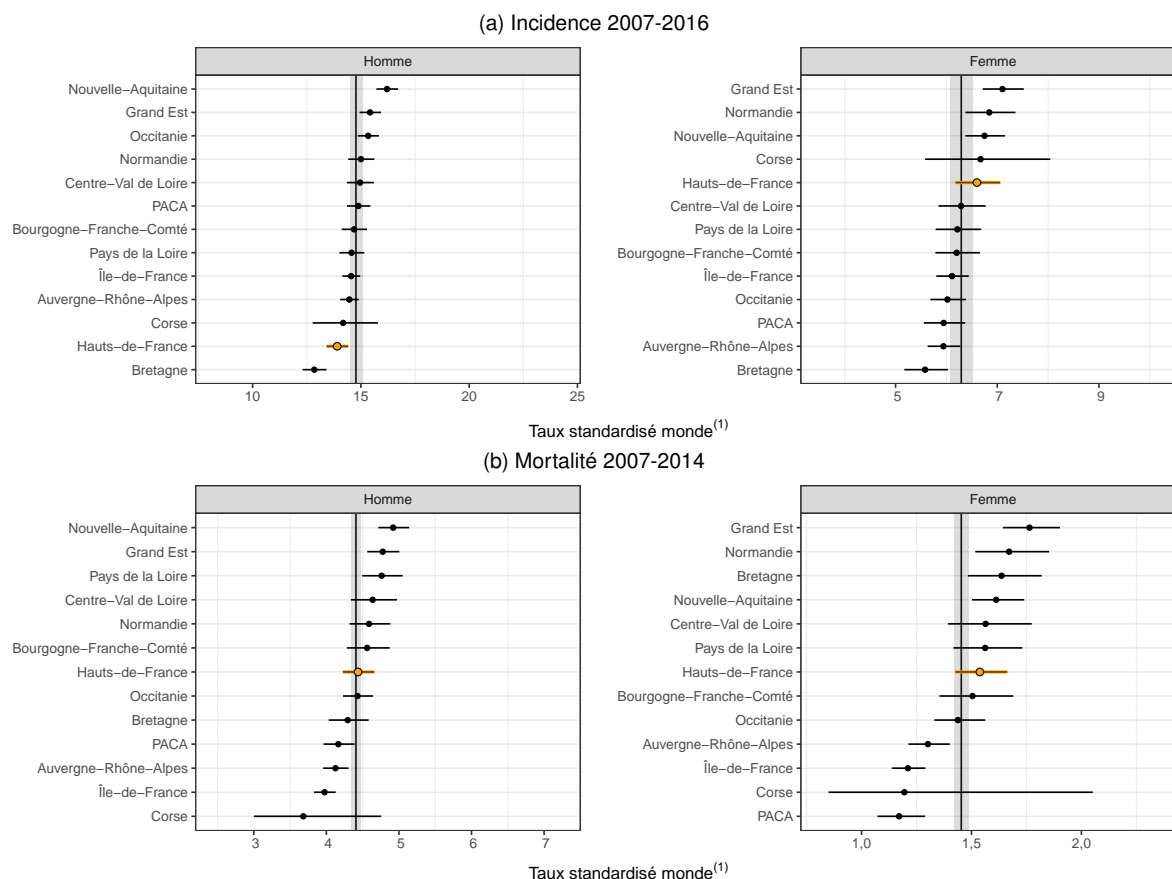 (a) Incidence 2007-2016
Homme
Nouvelle−Aquitaine
Grand Est
Occitanie
Normandie
Centre−Val de Loire
PACA
Bourgogne−Franche−Comté
Pays de la Loire
Île−de−France
Auvergne−Rhône−Alpes
Corse
Hauts−de−France
Bretagne
10 15 20 25
Femme
Grand Est
Normandie
Nouvelle−Aquitaine
Corse
Hauts−de−France
Centre−Val de Loire
Pays de la Loire
Bourgogne−Franche−Comté
Île−de−France
Occitanie
PACA
Auvergne−Rhône−Alpes
Bretagne
5 7 9
Taux standardisé monde(1)
(b) Mortalité 2007-2014
Homme
Nouvelle−Aquitaine
Grand Est
Pays de la Loire
Centre−Val de Loire
Normandie
Bourgogne−Franche−Comté
Hauts−de−France
Occitanie
Bretagne
PACA
Auvergne−Rhône−Alpes
Île−de−France
Corse
3 4 5 6 7
Femme
Grand Est
Normandie
Bretagne
Nouvelle−Aquitaine
Centre−Val de Loire
Pays de la Loire
Hauts−de−France
Bourgogne−Franche−Comté
Occitanie
Auvergne−Rhône−Alpes
Île−de−France
Corse
PACA
1,0 1,5 2,0
Taux standardisé monde(1)